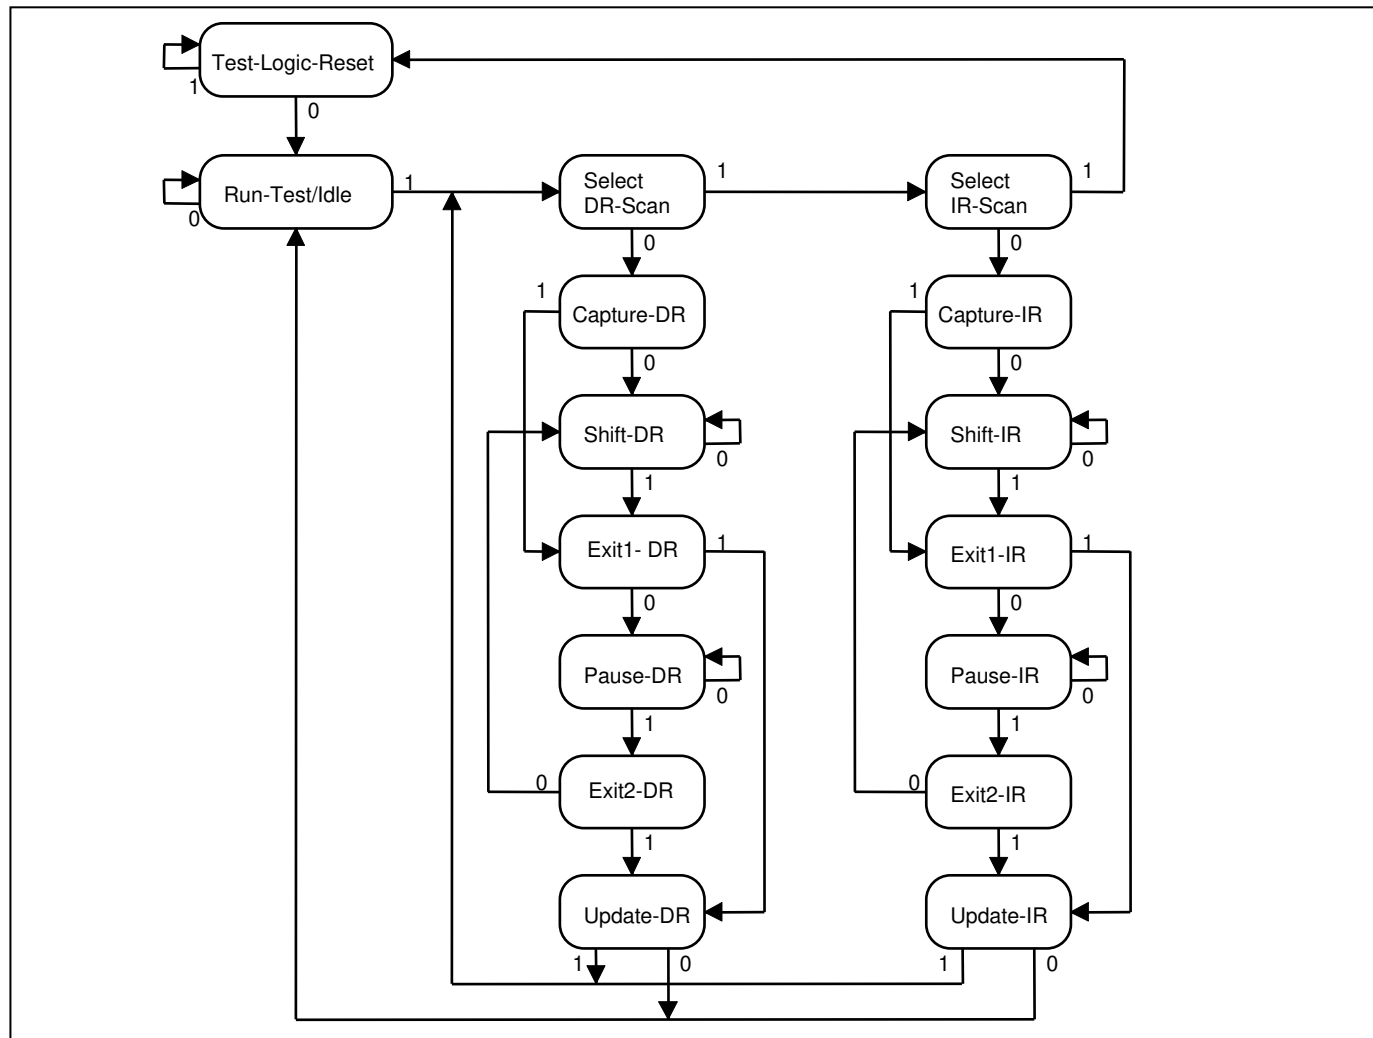 Test-Logic-Reset
1
0
Run-Test/Idle
0
1
Select
DR-Scan
1
0
Select
IR-Scan
1
0
1
Capture-DR
0
1
Capture-IR
0
Shift-DR
0
1
Shift-IR
0
1
Exit1- DR
1
0
Exit1-IR
1
0
Pause-DR
0
1
Pause-IR
0
1
0
Exit2-DR
1
0
Exit2-IR
1
Update-DR
1
0
Update-IR
1
0